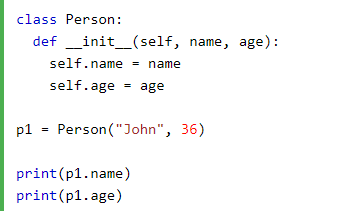 class Person:
  def __init__(self, name, age):
    self.name = name
    self.age = age

p1 = Person("John", 36)

print(p1.name)
print(p1.age)